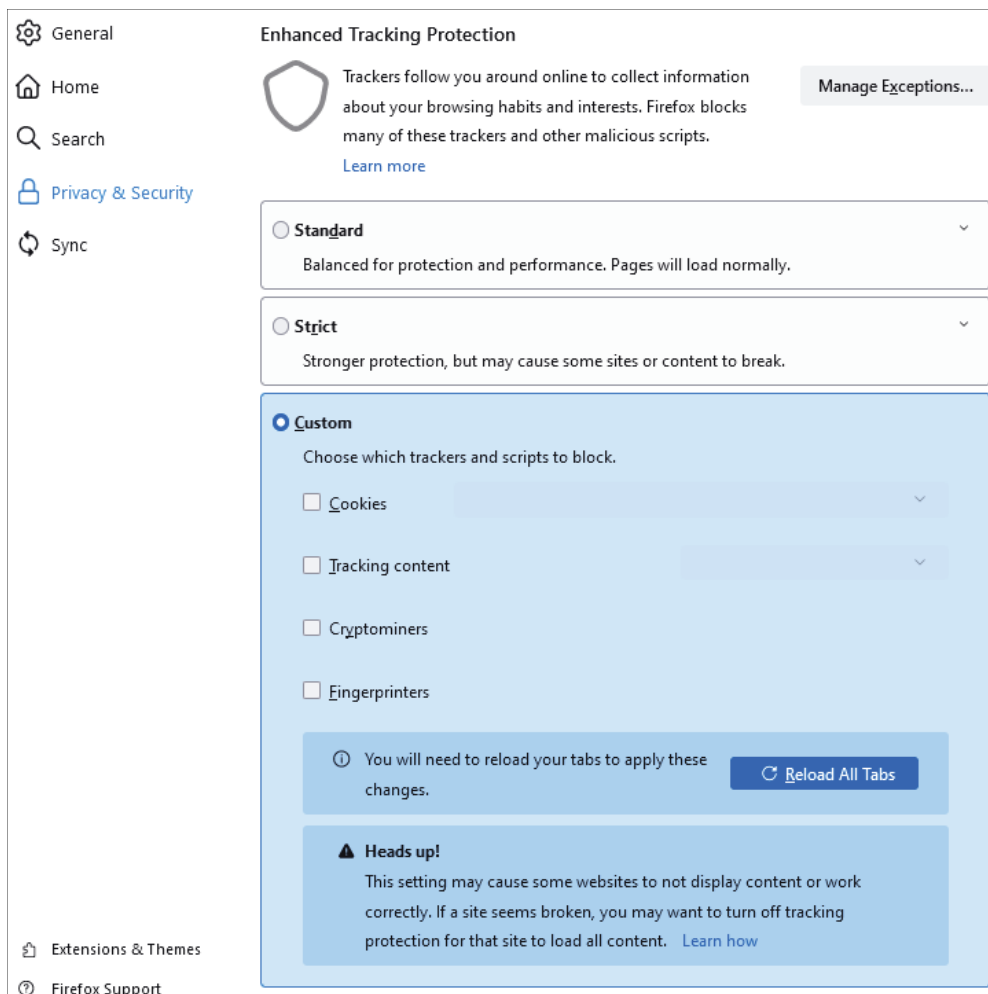 General
Home
Search
Privacy & Security
Sync
Extensions & Themes
Firefox Support
Enhanced Tracking Protection
Trackers follow you around online to collect information
about your browsing habits and interests. Firefox blocks
many of these trackers and other malicious scripts.
Learn more
Manage Exceptions...
Standard
Balanced for protection and performance. Pages will load normally.
Strict
Stronger protection, but may cause some sites or content to break.
Custom
Choose which trackers and scripts to block.
Cookies
Tracking content
Cryptominers
Fingerprinters
You will need to reload your tabs to apply these
changes.
Reload All Tabs
Heads up!
This setting may cause some websites to not display content or work
correctly. If a site seems broken, you may want to turn off tracking
protection for that site to load all content. Learn how